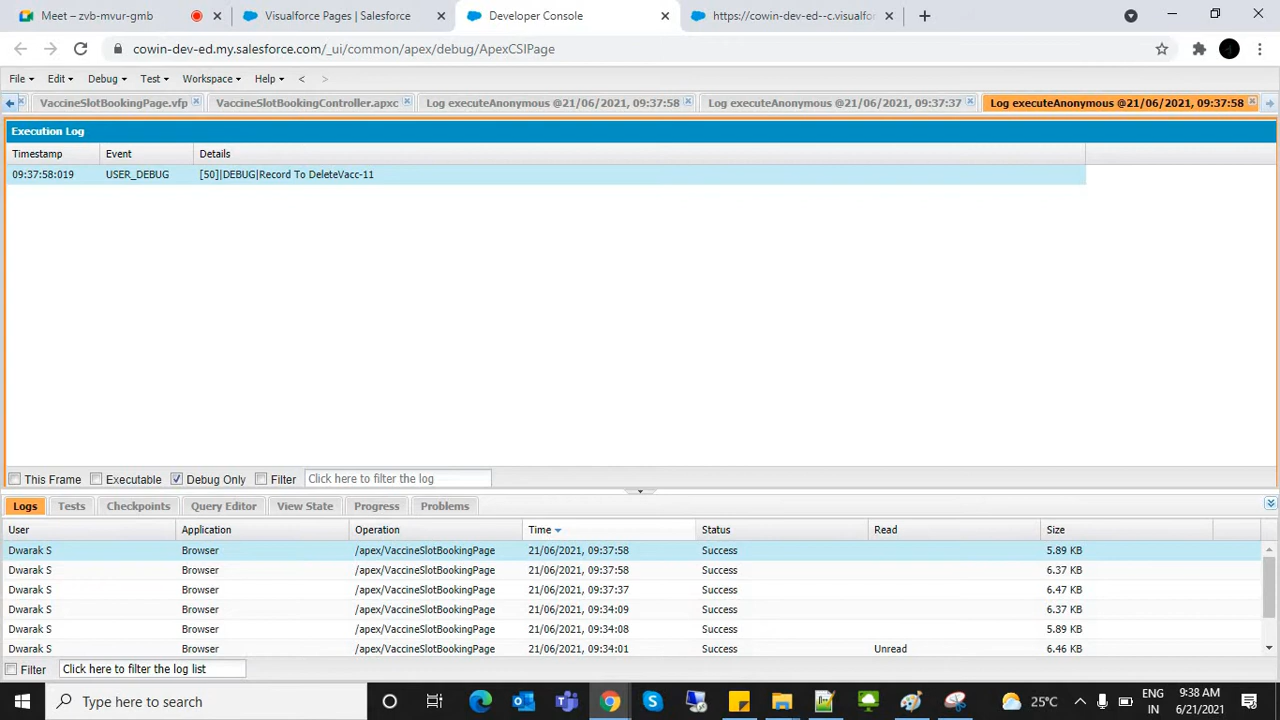 Meet – zvb-mvur-gmb
Visualforce Pages | Salesforce
Developer Console
https://cowin-dev-ed--c.visualfor
cowin-dev-ed.my.salesforce.com/_ui/common/apex/debug/ApexCSIPage
File Edit Debug Test Workspace Help < >
VaccineSlotBookingPage.vfp
VaccineSlotBookingController.apxc
Log executeAnonymous @21/06/2021, 09:37:58
Log executeAnonymous @21/06/2021, 09:37:37
Log executeAnonymous @21/06/2021, 09:37:58
Execution Log
Timestamp Event Details
09:37:58:019 USER_DEBUG [50]|DEBUG|Record To DeleteVacc-11
This Frame Executable Debug Only Filter Click here to filter the log
Logs Tests Checkpoints Query Editor View State Progress Problems
User Application Operation Time Status Read Size
Dwarak S Browser /apex/VaccineSlotBookingPage 21/06/2021, 09:37:58 Success 5.89 KB
Dwarak S Browser /apex/VaccineSlotBookingPage 21/06/2021, 09:37:58 Success 6.37 KB
Dwarak S Browser /apex/VaccineSlotBookingPage 21/06/2021, 09:37:37 Success 6.47 KB
Dwarak S Browser /apex/VaccineSlotBookingPage 21/06/2021, 09:34:09 Success 6.37 KB
Dwarak S Browser /apex/VaccineSlotBookingPage 21/06/2021, 09:34:08 Success 5.89 KB
Dwarak S Browser /apex/VaccineSlotBookingPage 21/06/2021, 09:34:01 Success Unread 6.46 KB
Filter Click here to filter the log list
Type here to search
25°C
ENG
IN
9:38 AM
6/21/2021